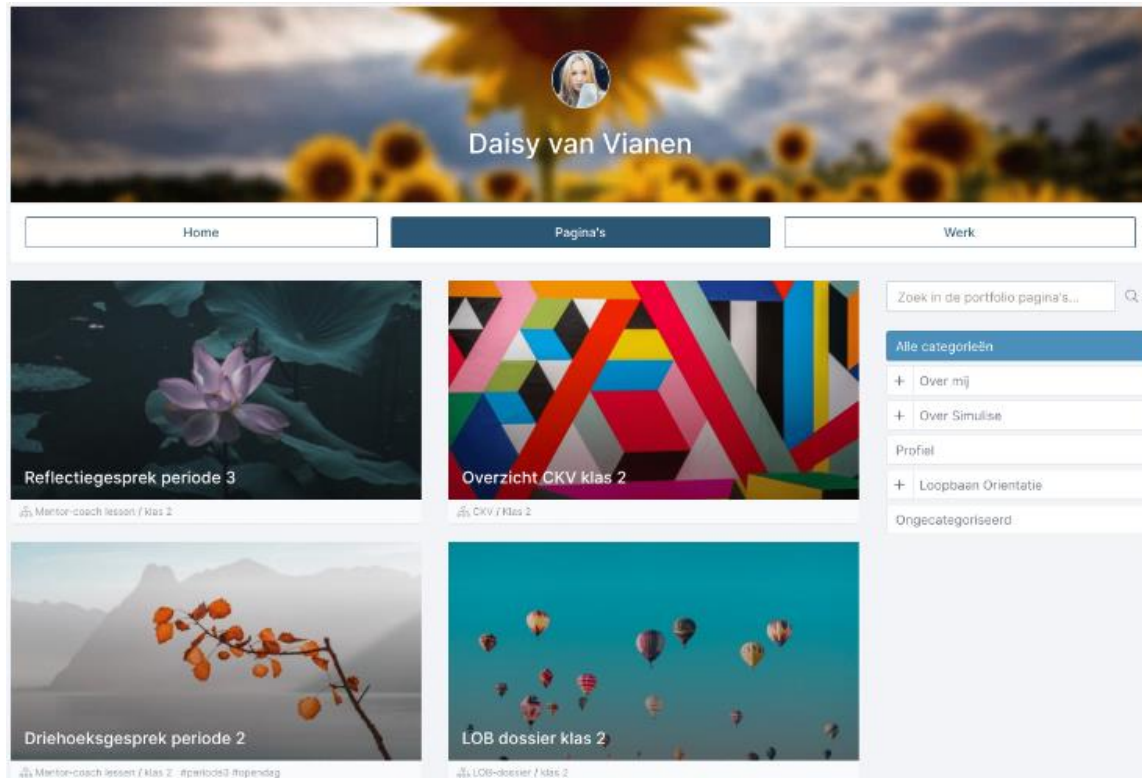 Daisy van Vianen
Home
Pagina's
Werk
Reflectiegesprek periode 3
Mentor-coach lessen / klas 2
Overzicht CKV klas 2
CKV / Klas 2
Driehoeksgesprek periode 2
Mentor-coach lessen / klas 2 #periode3 #opendag
LOB dossier klas 2
LOB-dossier / klas 2
Zoek in de portfolio pagina's...
Alle categorieën
+ Over mij
+ Over Simulise
Profiel
+ Loopbaan Orientatie
Ongecategoriseerd